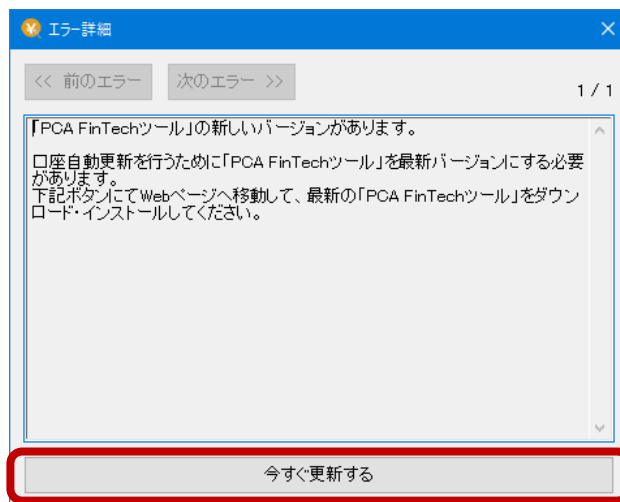 エラー詳細
<< 前のエラー 次のエラー >>
1 / 1
「PCA FinTechツール」の新しいバージョンがあります。
口座自動更新を行うために「PCA FinTechツール」を最新バージョンにする必要
があります。
下記ボタンにてWebページへ移動して、最新の「PCA FinTechツール」をダウン
ロード・インストールしてください。
今すぐ更新する